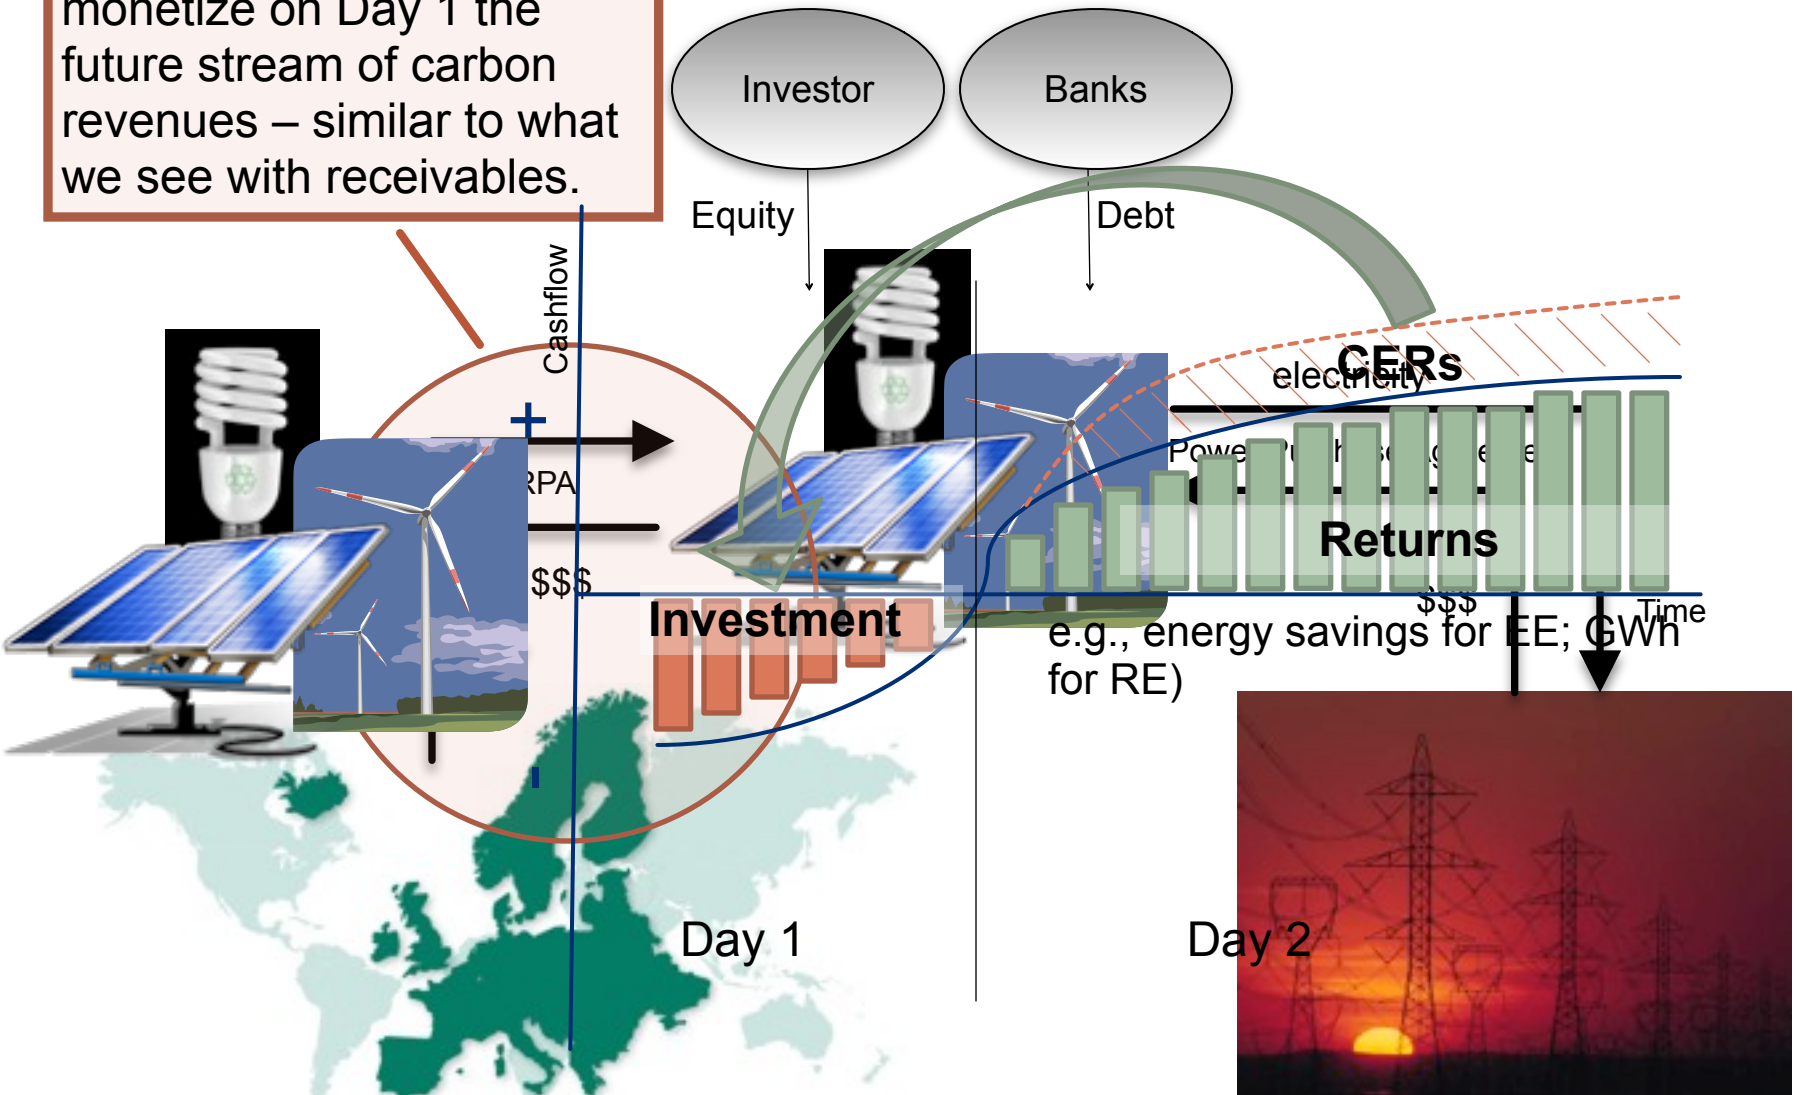 monetize on Day 1 the
future stream of carbon
revenues – similar to what
we see with receivables.
Investor
Banks
Equity
Debt
Cashflow
+
CERs
electricity
RPA
Returns
$$$
$$$
Investment
Time
e.g., energy savings for EE; GWh
for RE)
-
Day 1
Day 2